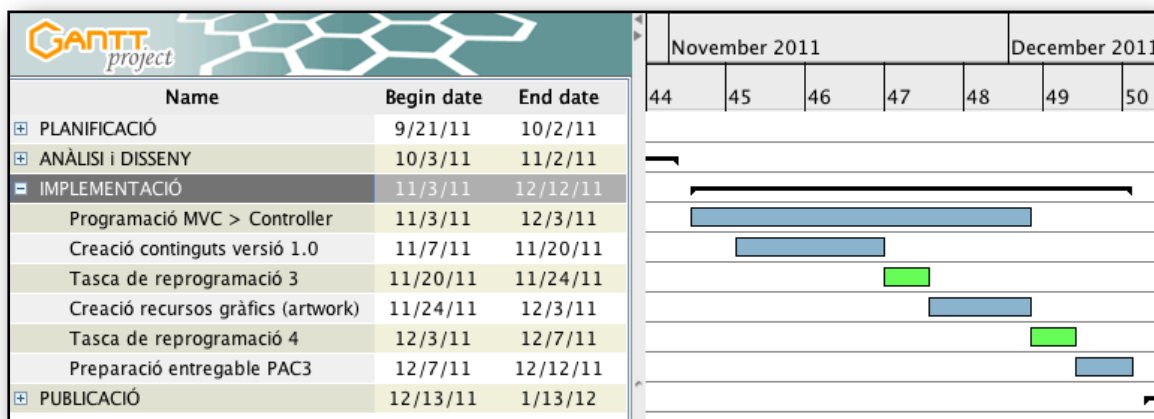 GANTT
project
November 2011 December 2011
Name Begin date End date 44 45 46 47 48 49 50
PLANIFICACIÓ 9/21/11 10/2/11
ANÀLISI i DISSENY 10/3/11 11/2/11
IMPLEMENTACIÓ 11/3/11 12/12/11
Programació MVC > Controller 11/3/11 12/3/11
Creació continguts versió 1.0 11/7/11 11/20/11
Tasca de reprogramació 3 11/20/11 11/24/11
Creació recursos gràfics (artwork) 11/24/11 12/3/11
Tasca de reprogramació 4 12/3/11 12/7/11
Preparació entregable PAC3 12/7/11 12/12/11
PUBLICACIÓ 12/13/11 1/13/12